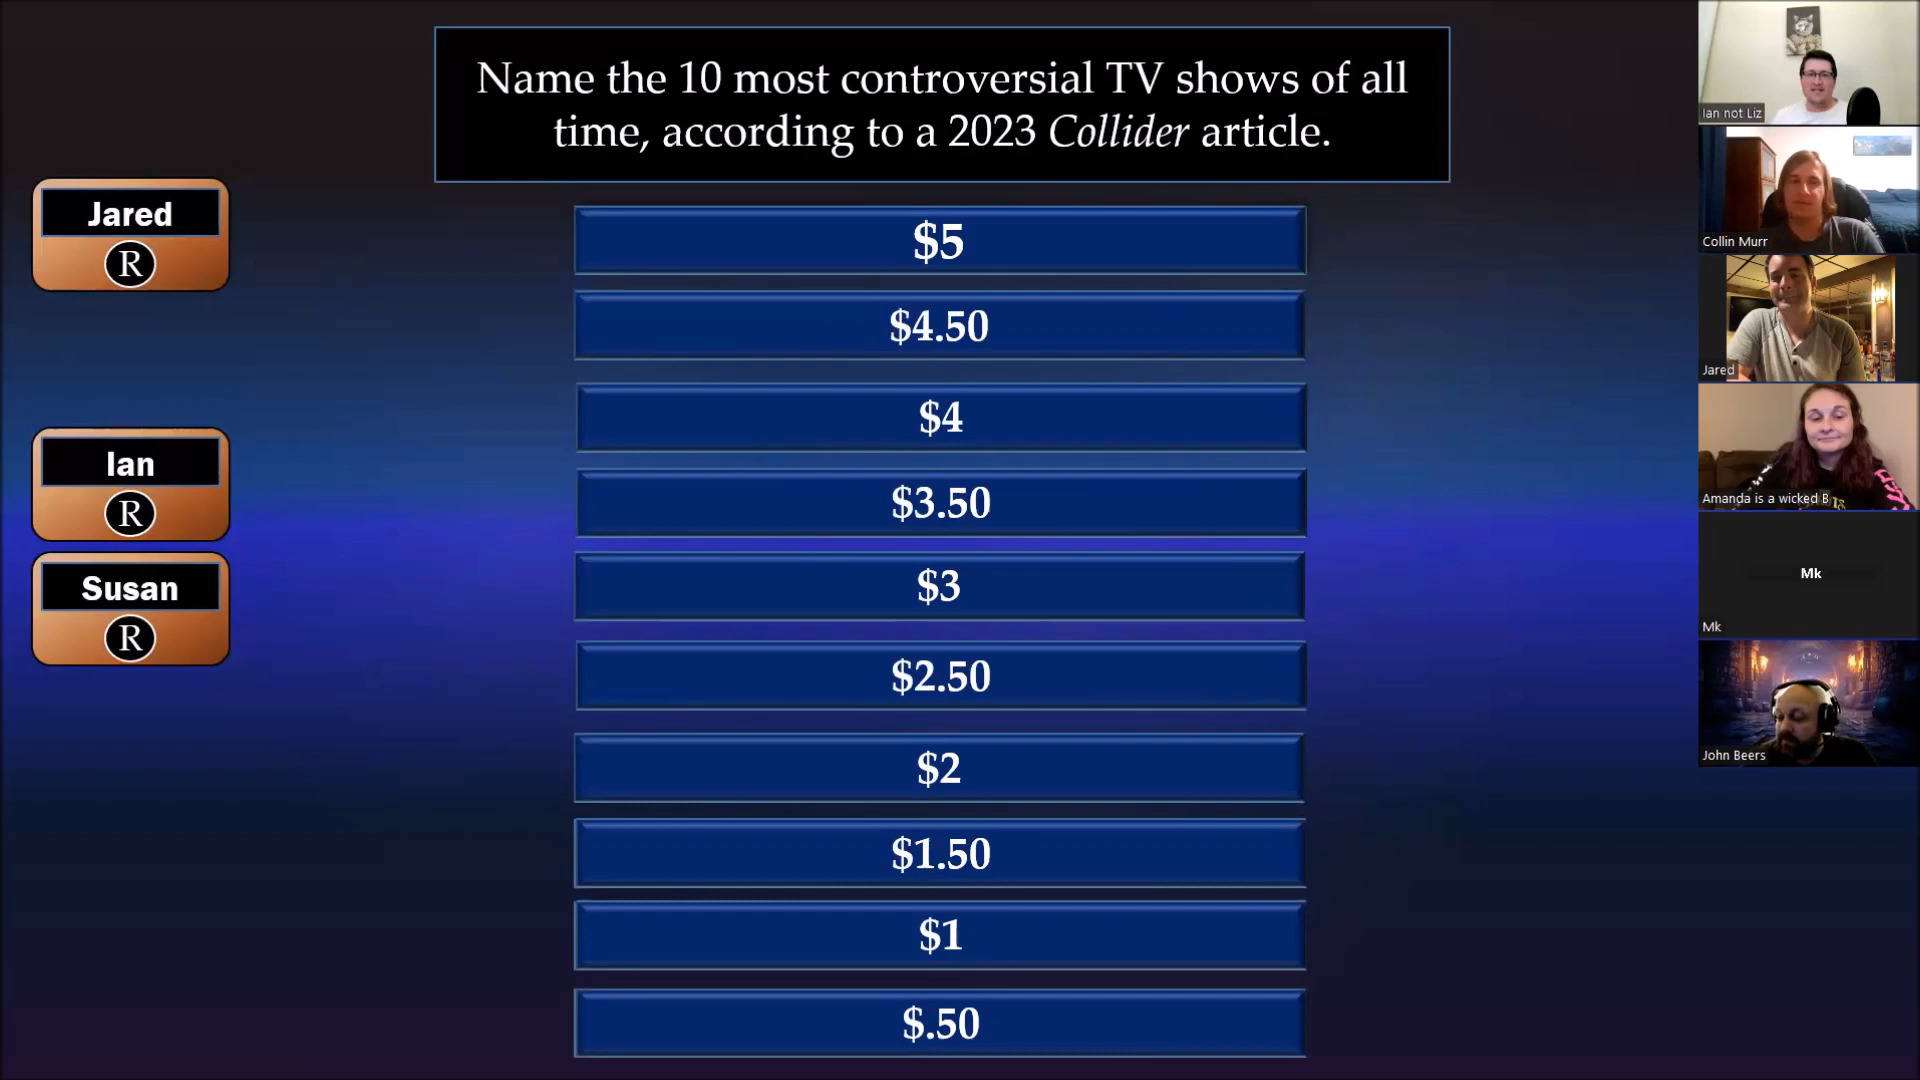 Name the 10 most controversial TV shows of all
time, according to a 2023 Collider article.
Jared
R
Ian
R
Susan
R
$5
$4.50
$4
$3.50
$3
$2.50
$2
$1.50
$1
$.50
Ian not Liz
Collin Murr
Jared
Amanda is a wicked B
Mk
Mk
John Beers